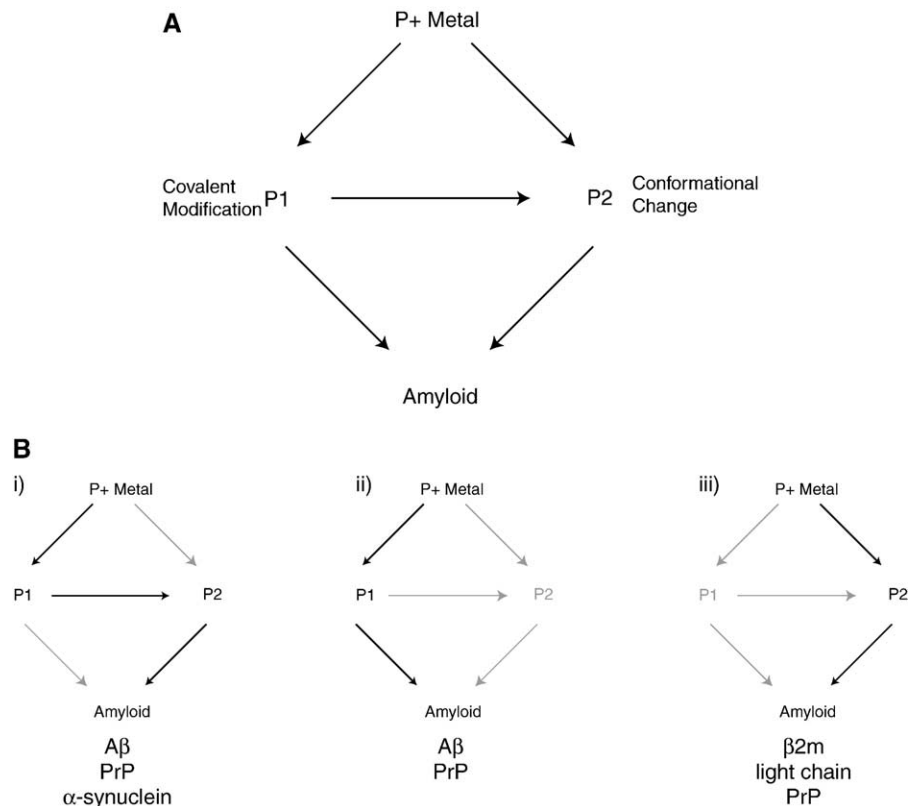 A
P+ Metal
Covalent
Modification P1
P2 Conformational
Change
Amyloid
B
i)
P+ Metal
P1
P2
Amyloid
Aβ
PrP
α-synuclein
ii)
P+ Metal
P1
P2
Amyloid
Aβ
PrP
iii)
P+ Metal
P1
P2
Amyloid
β2m
light chain
PrP